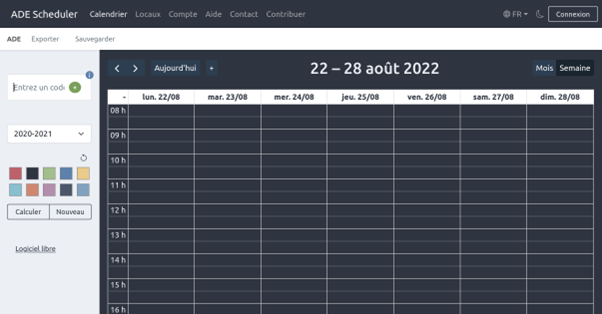 ADE Scheduler Calendrier Locaux Compte Aide Contact Contribuer FR Connexion
ADE Exporter Sauvegarder
Aujourd'hui + 22 – 28 août 2022 Mois Semaine
Entrez un code +
- lun. 22/08 mar. 23/08 mer. 24/08 jeu. 25/08 ven. 26/08 sam. 27/08 dim. 28/08
08 h
2020-2021
09 h
10 h
11 h
Calculer Nouveau
12 h
13 h
Logiciel libre
14 h
15 h
16 h